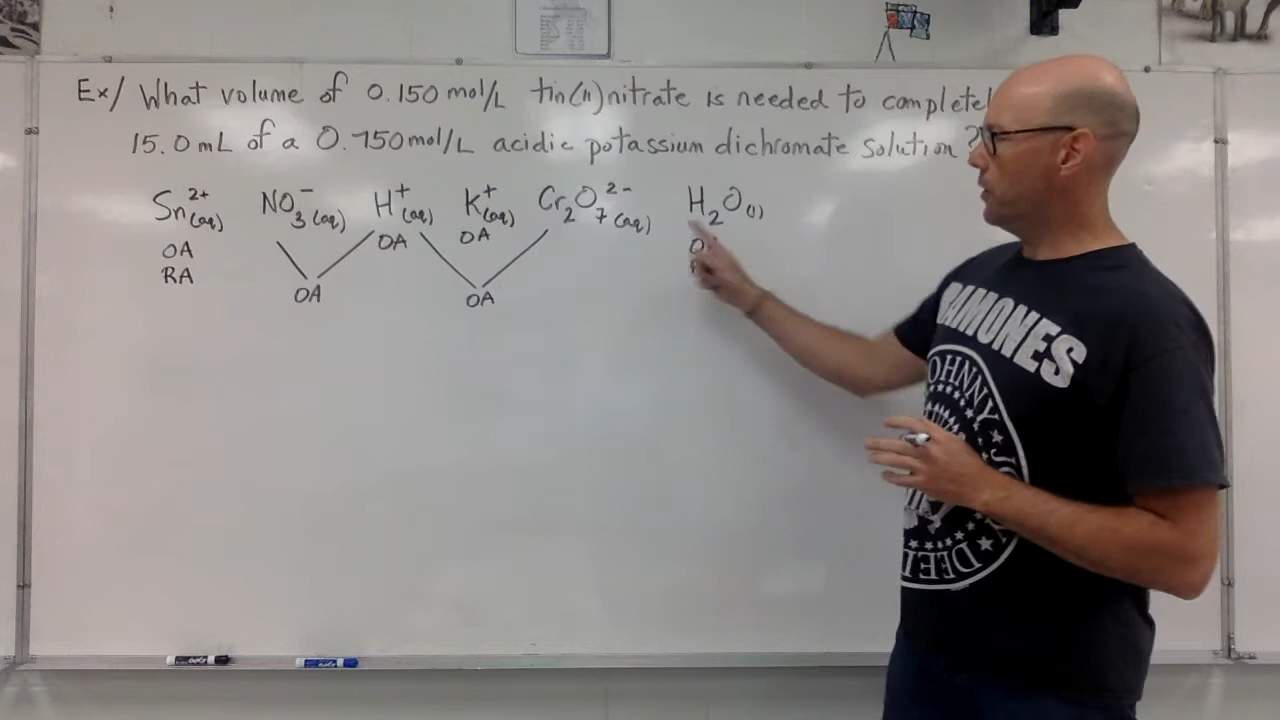 Ex/ What volume of 0.150 mol/L tin(II) nitrate is needed to
15.0 mL of a 0.750 mol/L acidic potassium dichromate solution ?
Sn²⁺(aq) NO₃⁻(aq) H⁺(aq) K⁺(aq) Cr₂O₇²⁻(aq) H₂O(l)
OA OA OA
RA
OA OA
RAMONES
JOHNNY